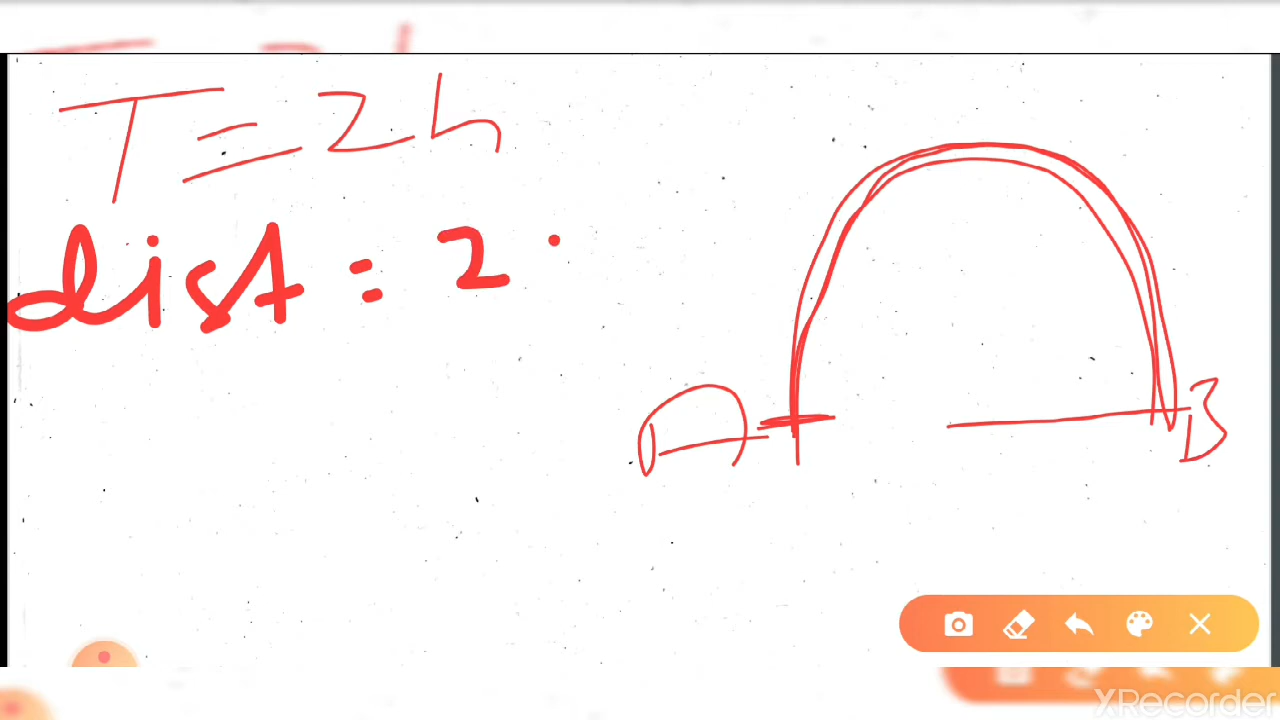 T = 2h
dist = 2
A
B
XRecorder